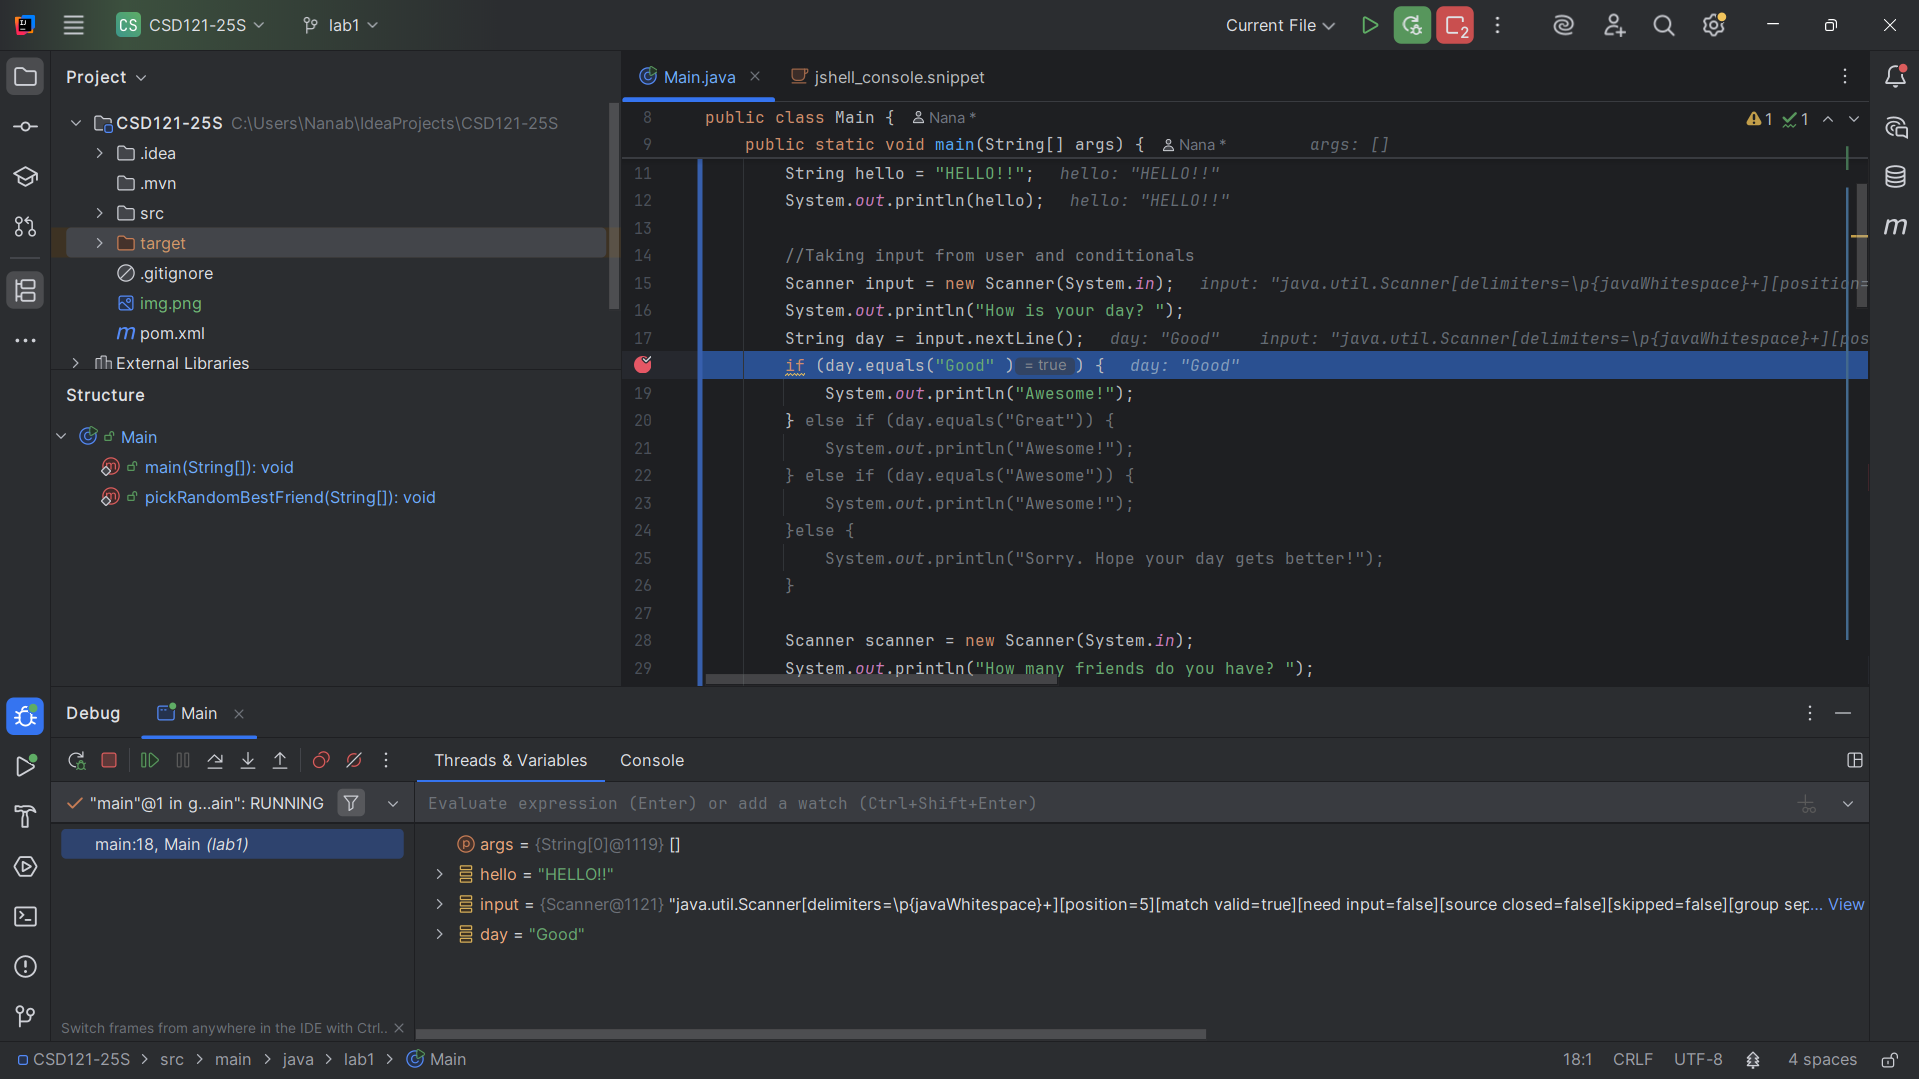 CS CSD121-25S lab1 Current File 2
Project
CSD121-25S C:\Users\Nanab\IdeaProjects\CSD121-25S
.idea
.mvn
src
target
.gitignore
img.png
pom.xml
External Libraries
Structure
Main
main(String[]): void
pickRandomBestFriend(String[]): void
Main.java jshell_console.snippet
8 public class Main { Nana * 1 1
9 public static void main(String[] args) { Nana * args: []
11 String hello = "HELLO!!"; hello: "HELLO!!"
12 System.out.println(hello); hello: "HELLO!!"
13
14 //Taking input from user and conditionals
15 Scanner input = new Scanner(System.in); input: "java.util.Scanner[delimiters=\p{javaWhitespace}+][position=
16 System.out.println("How is your day? ");
17 String day = input.nextLine(); day: "Good" input: "java.util.Scanner[delimiters=\p{javaWhitespace}+][pos
if (day.equals("Good" ) = true ) { day: "Good"
19 System.out.println("Awesome!");
20 } else if (day.equals("Great")) {
21 System.out.println("Awesome!");
22 } else if (day.equals("Awesome")) {
23 System.out.println("Awesome!");
24 }else {
25 System.out.println("Sorry. Hope your day gets better!");
26 }
27
28 Scanner scanner = new Scanner(System.in);
29 System.out.println("How many friends do you have? ");
Debug Main
Threads & Variables Console
"main"@1 in g...ain": RUNNING
Evaluate expression (Enter) or add a watch (Ctrl+Shift+Enter)
main:18, Main (lab1)
args = {String[0]@1119} []
hello = "HELLO!!"
input = {Scanner@1121} "java.util.Scanner[delimiters=\p{javaWhitespace}+][position=5][match valid=true][need input=false][source closed=false][skipped=false][group sep... View
day = "Good"
Switch frames from anywhere in the IDE with Ctrl..
CSD121-25S > src > main > java > lab1 > Main 18:1 CRLF UTF-8 4 spaces